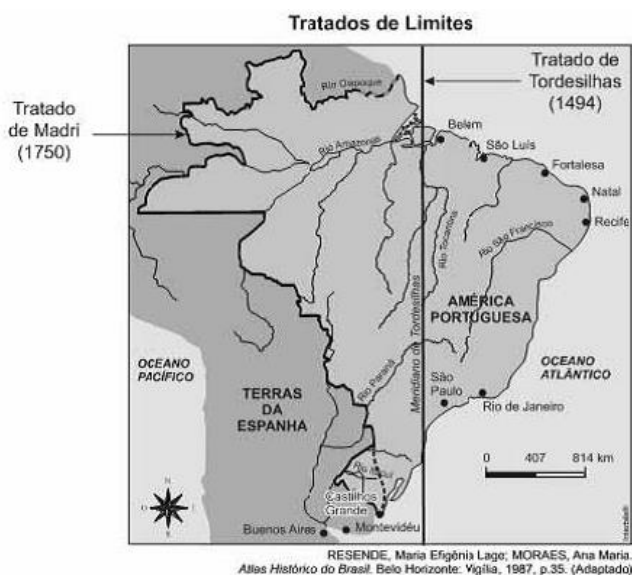 Tratados de Limites
Tratado de
Tordesilhas
(1494)
Tratado
de Madri
(1750)
Rio Oiapoque
Rio Amazonas
Belem
São Luís
Fortalesa
Natal
Recife
Rio Tocantins
Rio São Francisco
Meridiano de Tordesilhas
AMÉRICA
PORTUGUESA
OCEANO
PACÍFICO
OCEANO
ATLÂNTICO
TERRAS
DA
ESPANHA
Rio Paraná
São
Paulo
Rio de Janeiro
0 407 814 km
Castilhos
Grande
Buenos Aires
Montevidéu
N
S
RESENDE, Maria Efigênia Lage; MORAES, Ana Maria.
Atlas Histórico do Brasil. Belo Horizonte: Vigília, 1987, p.35. (Adaptado)